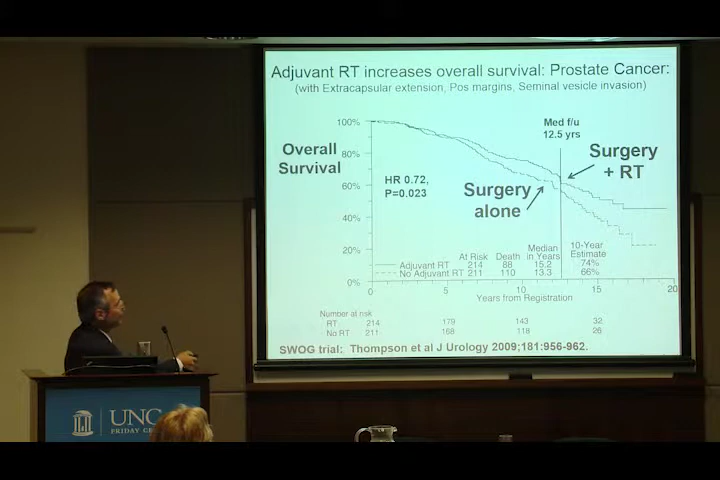 Adjuvant RT increases overall survival: Prostate Cancer:
(with Extracapsular extension, Pos margins, Seminal vesicle invasion)
Med f/u
12.5 yrs
100%
80%
60%
40%
20%
0%
Overall
Survival
HR 0.72,
P=0.023
Surgery
+ RT
Surgery
alone
At Risk Death Median in Years 10-Year Estimate
Adjuvant RT 214 88 15.2 74%
No Adjuvant RT 211 110 13.3 66%
0 5 10 15 20
Years from Registration
Number at risk
RT: 214 179 143 32
No RT 211 168 118 26
SWOG trial: Thompson et al J Urology 2009;181:956-962.
UNC
FRIDAY